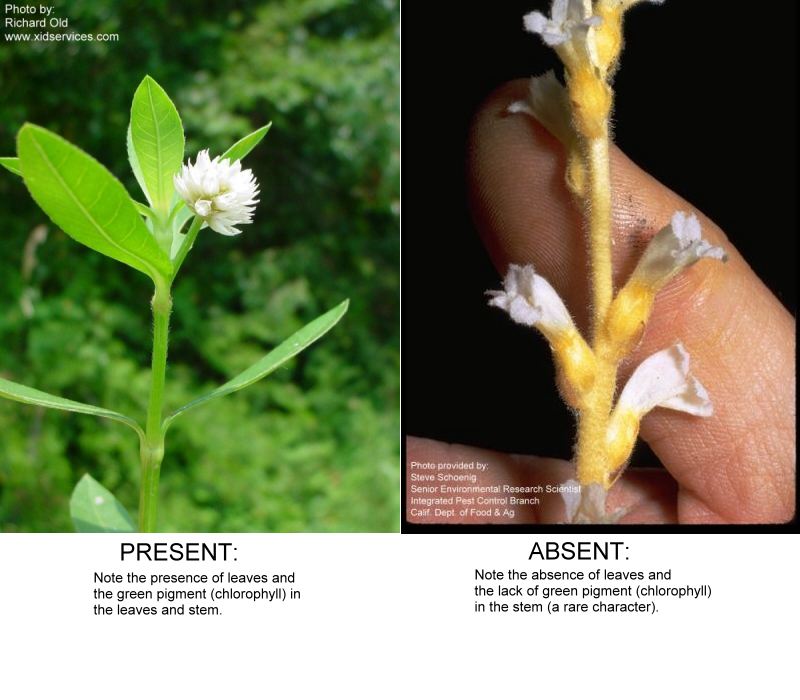 Photo by:
Richard Old
www.xidservices.com
Photo provided by:
Steve Schoenig
Senior Environmental Research Scientist
Integrated Pest Control Branch
Calif. Dept. of Food & Ag
PRESENT:
Note the presence of leaves and
the green pigment (chlorophyll) in
the leaves and stem.
ABSENT:
Note the absence of leaves and
the lack of green pigment (chlorophyll)
in the stem (a rare character).